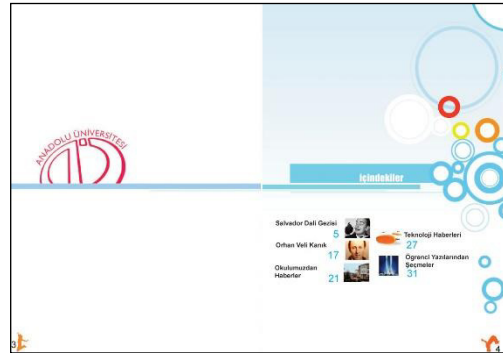 ANADOLU ÜNİVERSİTESİ
içindekiler
Salvador Dali Gezisi
5
Orhan Veli Kanık
17
Okulumuzdan
Haberler
21
Teknoloji Haberleri
27
Öğrenci Yazılarından
Seçmeler
31
3
4